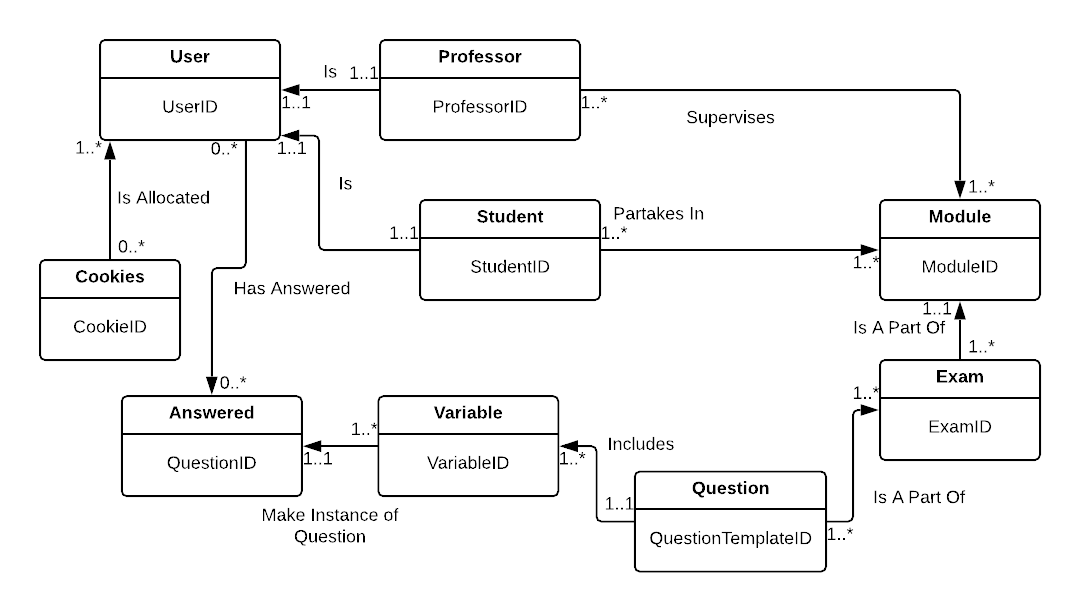 User
UserID
Is
1..1
1..1
Professor
ProfessorID
1..*
Supervises
1..*
1..*
0..*
1..1
Is
Is Allocated
0..*
1..1
Student
StudentID
Partakes In
1..*
1..*
Module
ModuleID
Cookies
CookieID
Has Answered
0..*
1..1
Is A Part Of
1..*
Exam
ExamID
1..*
Answered
QuestionID
1..*
1..1
Variable
VariableID
Includes
1..*
Make Instance of
Question
1..1
Question
QuestionTemplateID
1..*
Is A Part Of